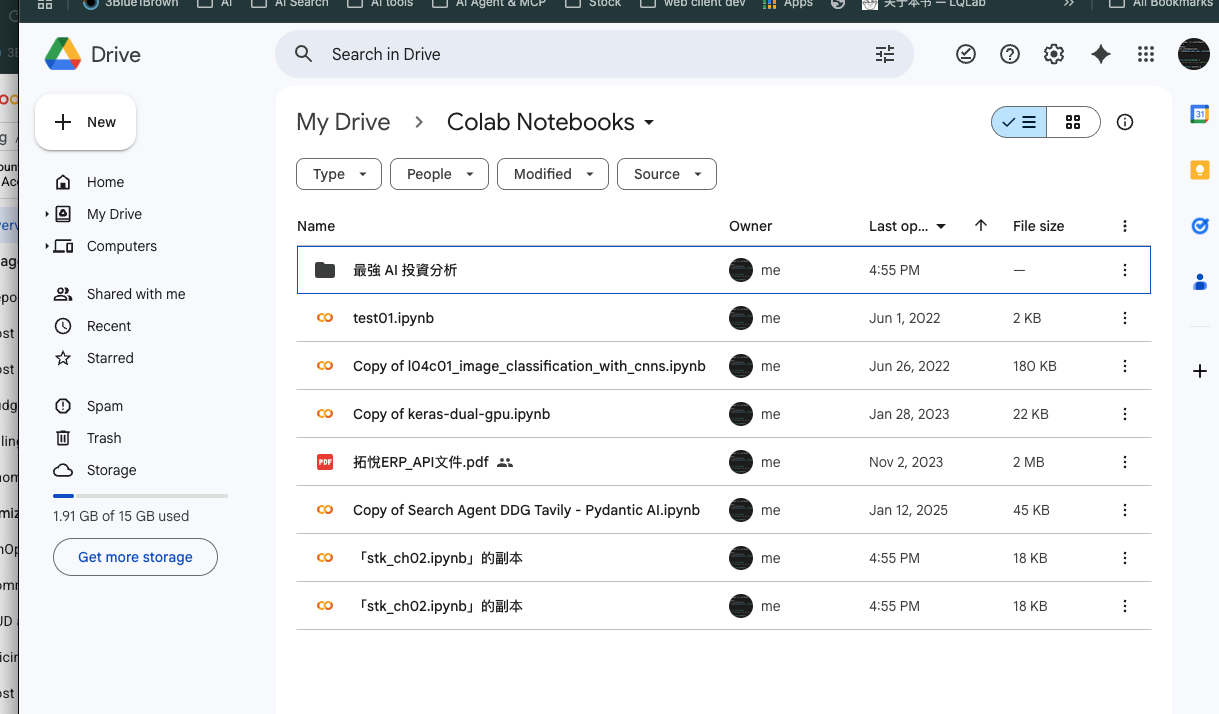 3Blue1Brown AI AI Search AI tools AI Agent & MCP Stock web client dev Apps 关于本书 — LQLab » All Bookmarks
Drive
Search in Drive
New
My Drive > Colab Notebooks
31
Type People Modified Source
Home
My Drive
Computers
Shared with me
Recent
Starred
Spam
Trash
Storage
1.91 GB of 15 GB used
Get more storage
Name Owner Last op... File size
最強 AI 投資分析 me 4:55 PM —
test01.ipynb me Jun 1, 2022 2 KB
Copy of l04c01_image_classification_with_cnns.ipynb me Jun 26, 2022 180 KB
Copy of keras-dual-gpu.ipynb me Jan 28, 2023 22 KB
PDF 拓悅ERP_API文件.pdf me Nov 2, 2023 2 MB
Copy of Search Agent DDG Tavily - Pydantic AI.ipynb me Jan 12, 2025 45 KB
「stk_ch02.ipynb」的副本 me 4:55 PM 18 KB
「stk_ch02.ipynb」的副本 me 4:55 PM 18 KB